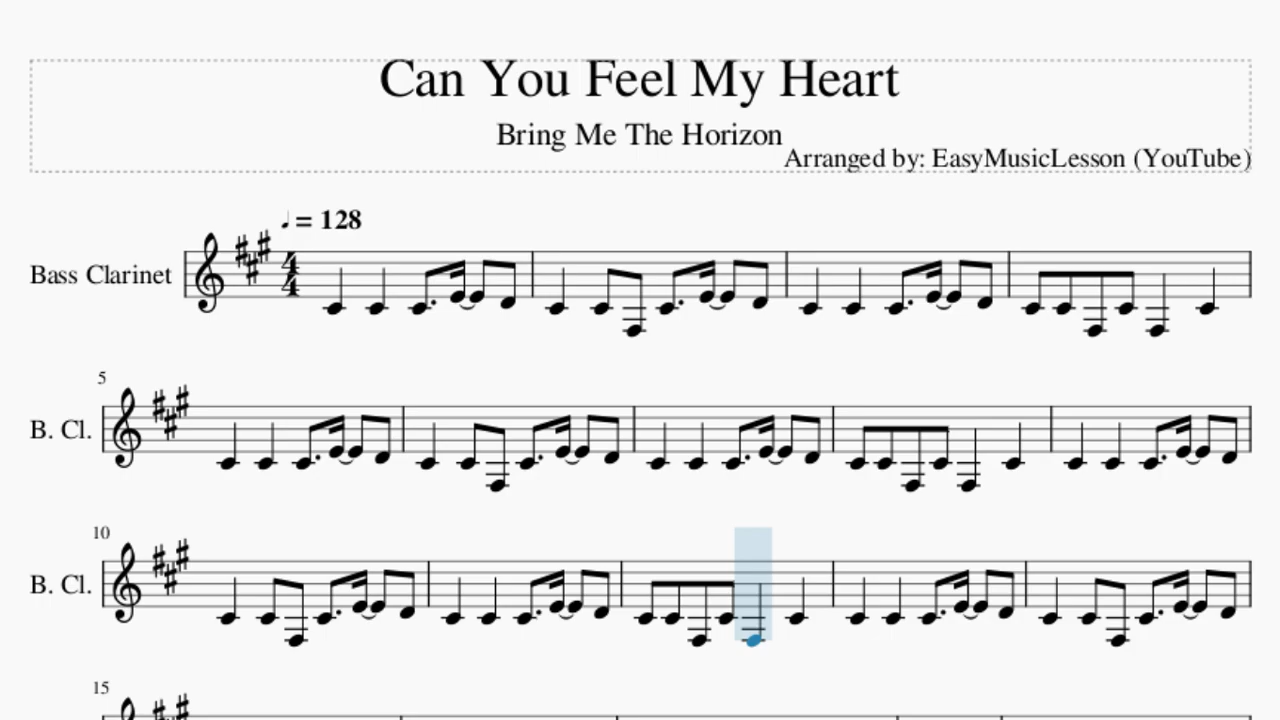 Can You Feel My Heart
Bring Me The Horizon
Arranged by: EasyMusicLesson (YouTube)
♩ = 128
Bass Clarinet
4
4
5
B. Cl.
10
B. Cl.
15